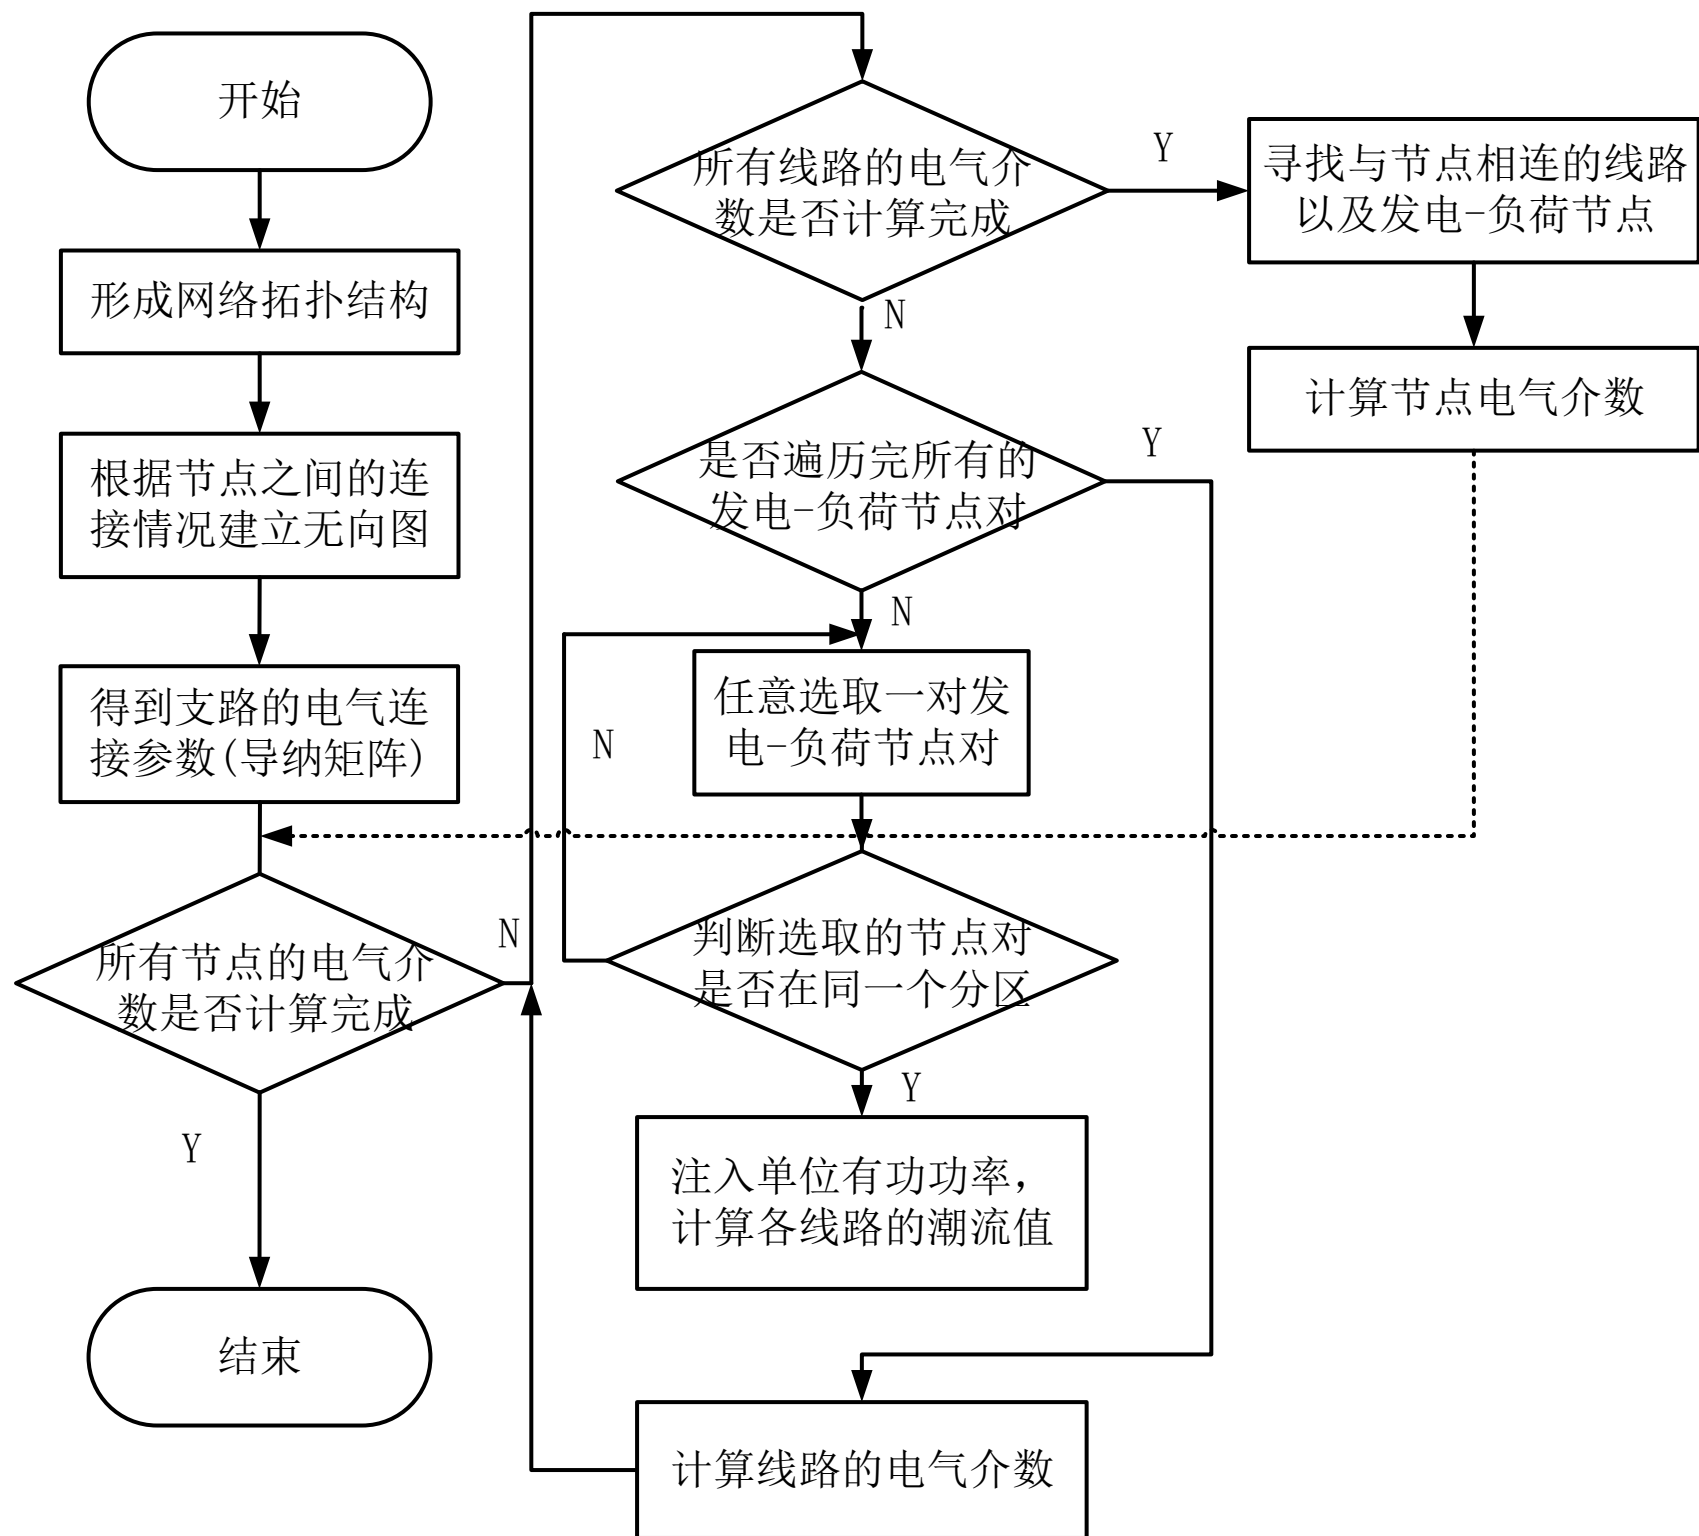 开始
形成网络拓扑结构
根据节点之间的连
接情况建立无向图
得到支路的电气连
接参数(导纳矩阵)
所有节点的电气介
数是否计算完成
N
Y
结束
所有线路的电气介
数是否计算完成
Y
N
是否遍历完所有的
发电-负荷节点对
Y
N
任意选取一对发
电-负荷节点对
N
判断选取的节点对
是否在同一个分区
Y
注入单位有功功率，
计算各线路的潮流值
计算线路的电气介数
寻找与节点相连的线路
以及发电-负荷节点
计算节点电气介数